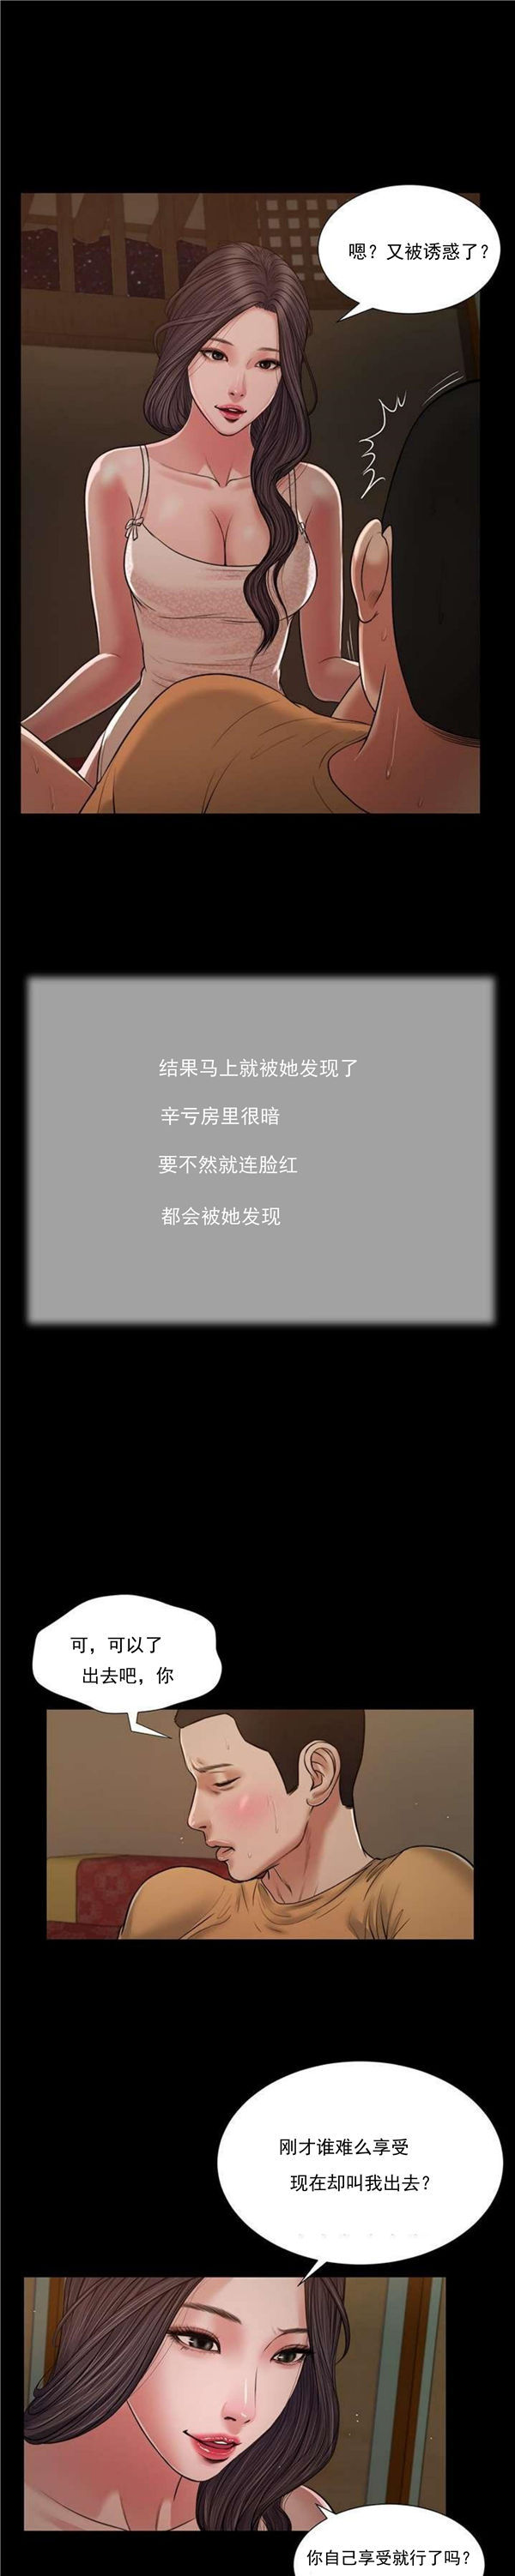 嗯？又被诱惑了？
结果马上就被她发现了
辛亏房里很暗
要不然就连脸红
都会被她发现
可，可以了
出去吧，你
刚才谁难么享受
现在却叫我出去？
你自己享受就行了吗？